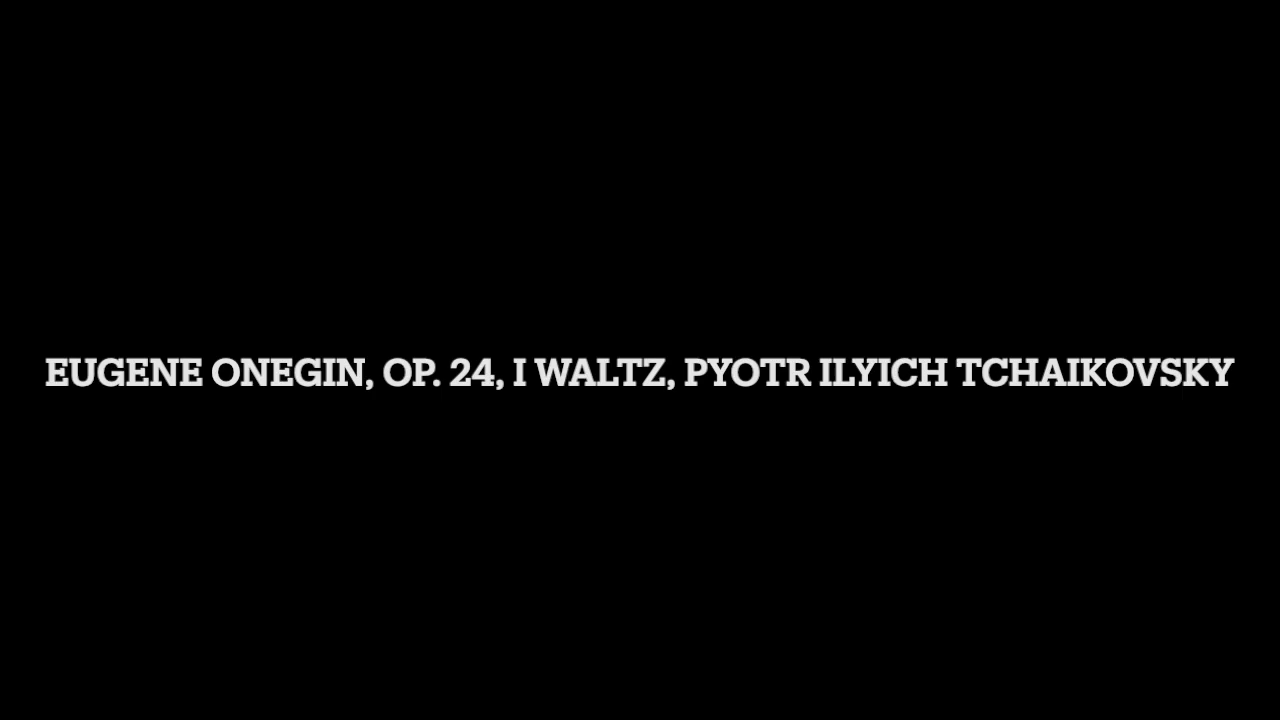 EUGENE ONEGIN, OP. 24, I WALTZ, PYOTR ILYICH TCHAIKOVSKY